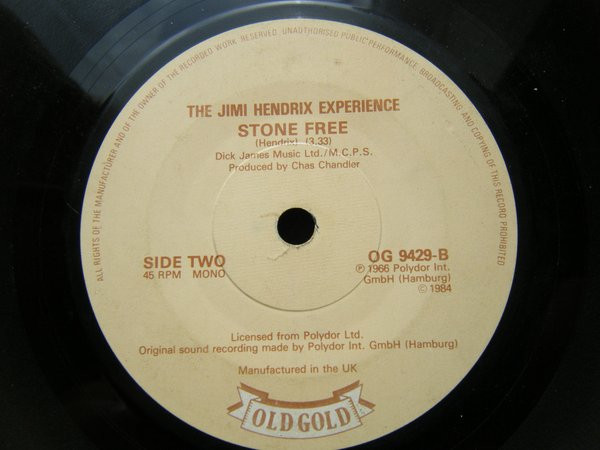 ALL RIGHTS OF THE MANUFACTURER AND OF THE OWNER OF THE RECORDED WORK RESERVED. UNAUTHORISED PUBLIC PERFORMANCE, BROADCASTING AND COPYING OF THIS RECORD PROHIBITED
THE JIMI HENDRIX EXPERIENCE
STONE FREE
(Hendrix) (3.33)
Dick James Music Ltd./M.C.P.S.
Produced by Chas Chandler
SIDE TWO
45 RPM MONO
OG 9429-B
℗ 1966 Polydor Int.
GmbH (Hamburg)
© 1984
Licensed from Polydor Ltd.
Original sound recording made by Polydor Int. GmbH (Hamburg)
Manufactured in the UK
OLD GOLD